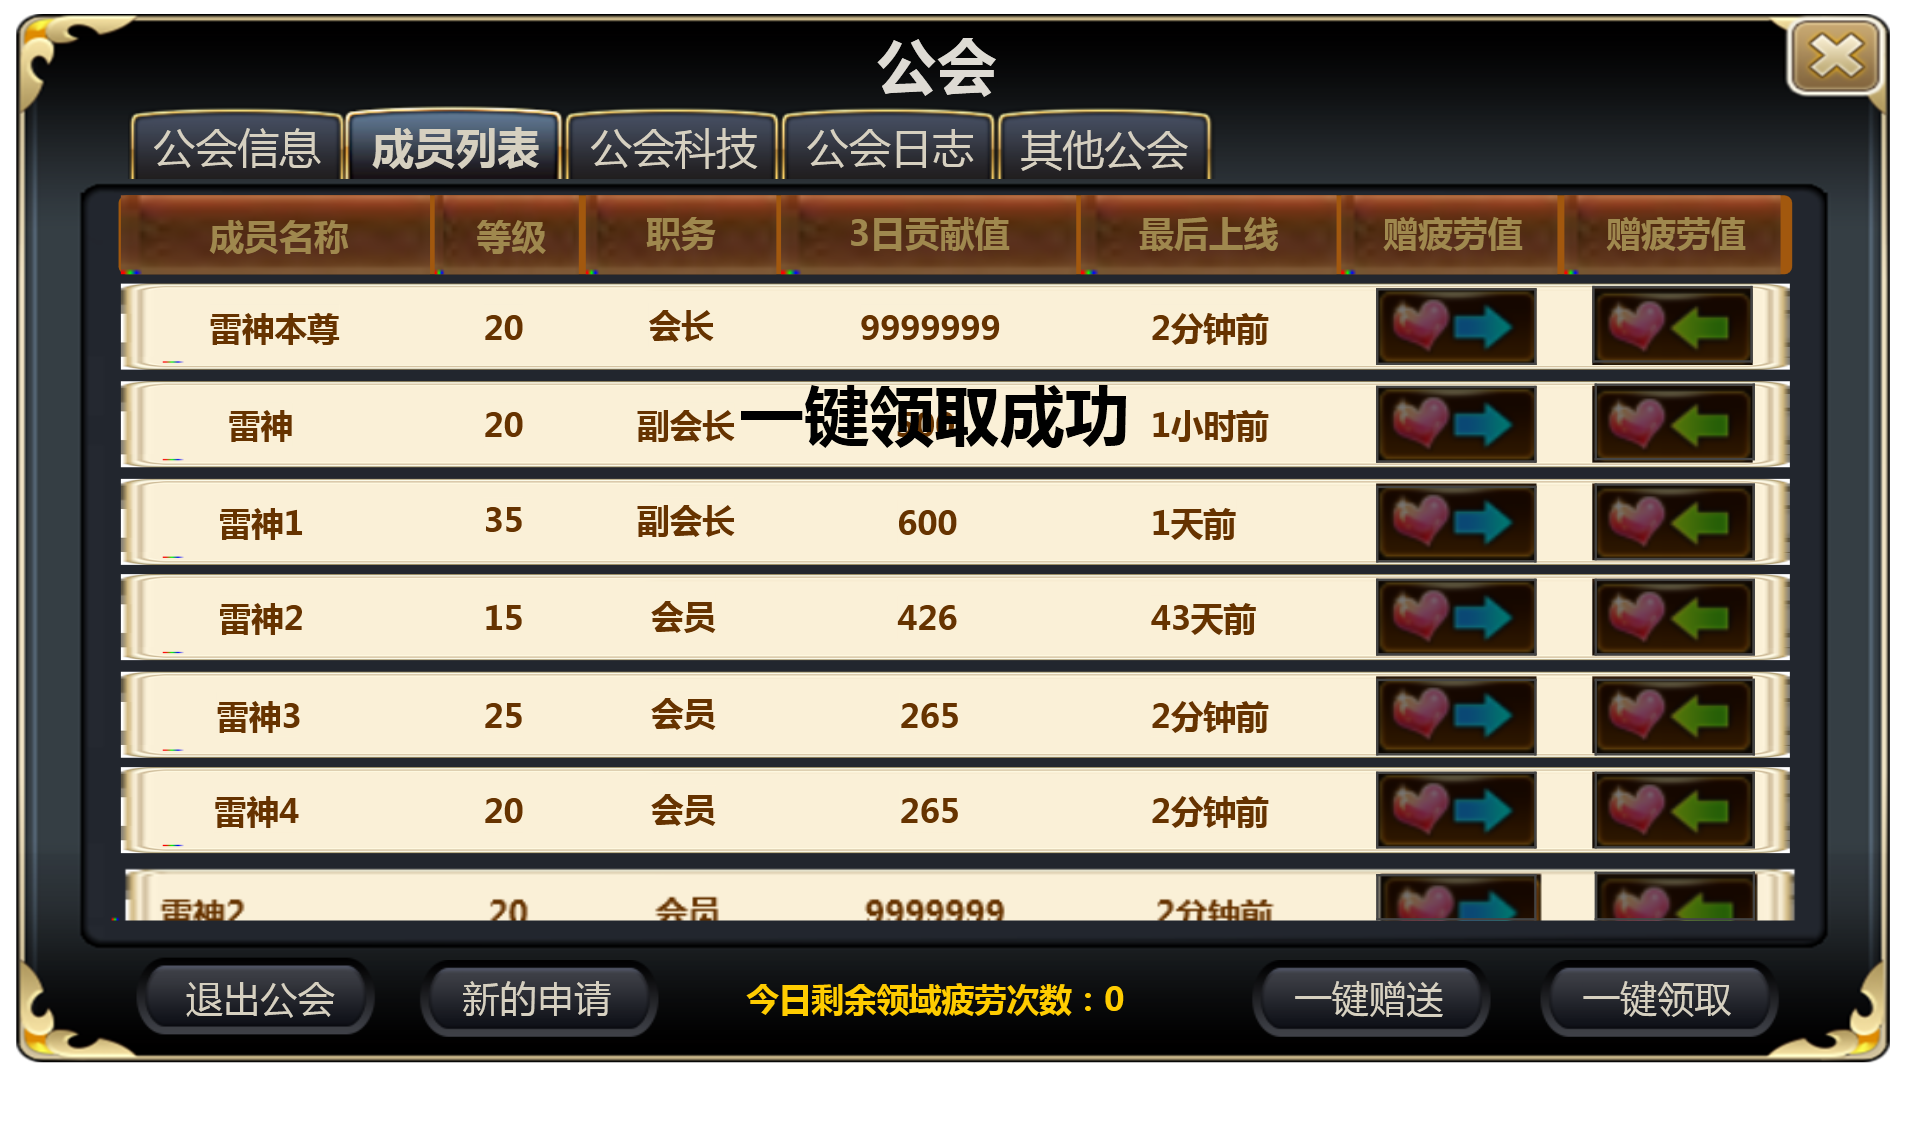 公会
公会信息 成员列表 公会科技 公会日志 其他公会
成员名称 等级 职务 3日贡献值 最后上线 赠疲劳值 赠疲劳值
雷神本尊 20 会长 9999999 2分钟前
雷神 20 副会长 1小时前
一键领取成功
雷神1 35 副会长 600 1天前
雷神2 15 会员 426 43天前
雷神3 25 会员 265 2分钟前
雷神4 20 会员 265 2分钟前
雷神2 20 会员 9999999 2分钟前
退出公会 新的申请 今日剩余领域疲劳次数：0 一键赠送 一键领取